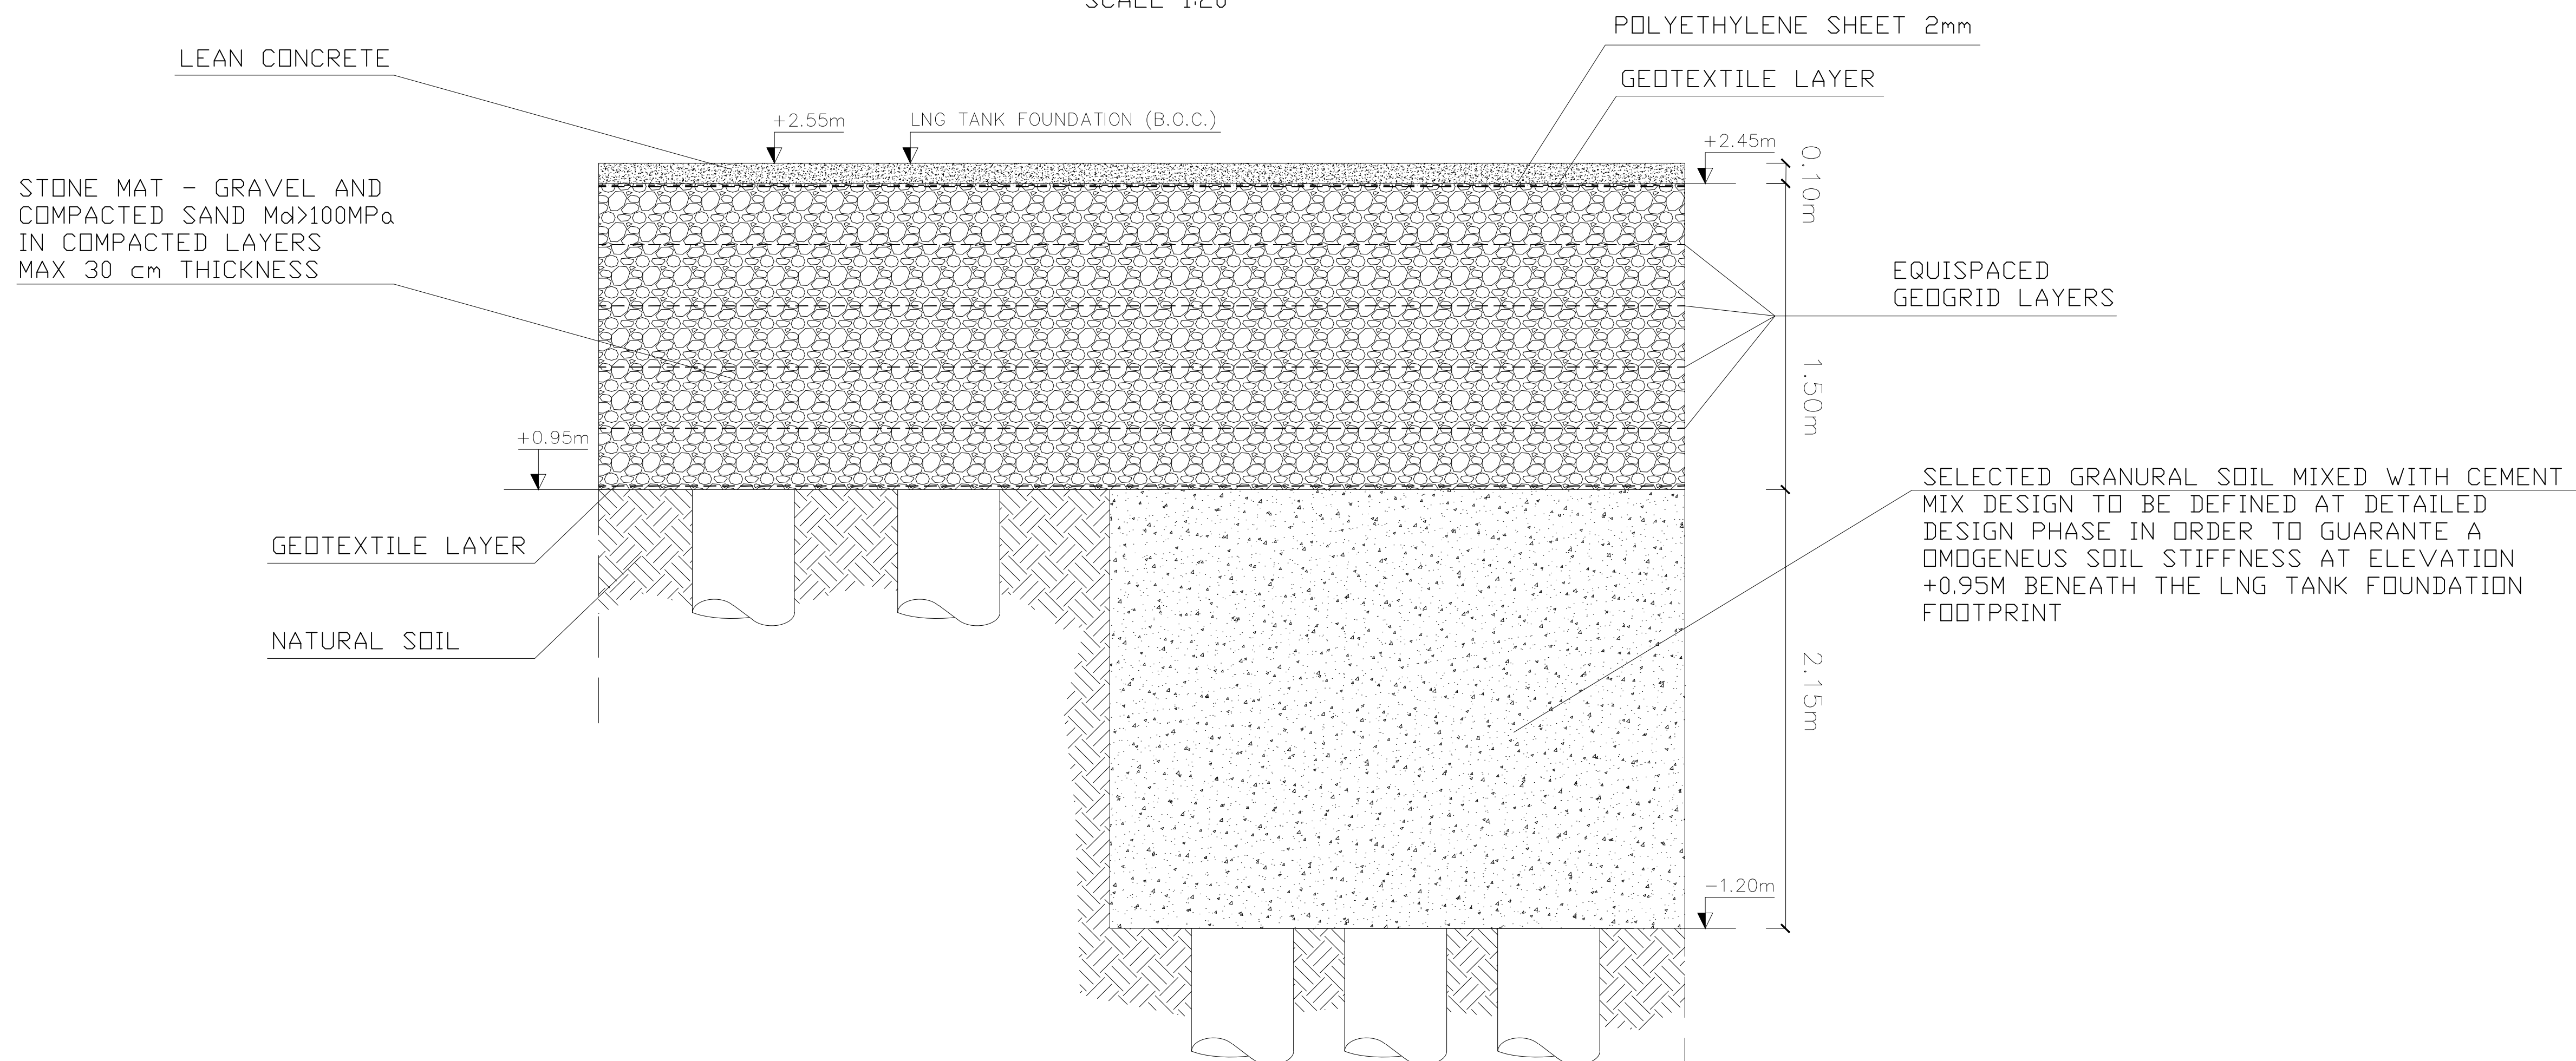 SCALE 1:20
POLYETHYLENE SHEET 2mm
LEAN CONCRETE
GEOTEXTILE LAYER
+2.55m
LNG TANK FOUNDATION (B.O.C.)
+2.45m
0.10m
STONE MAT - GRAVEL AND
COMPACTED SAND Md>100MPa
IN COMPACTED LAYERS
MAX 30 cm THICKNESS
EQUISPACED
GEOGRID LAYERS
1.50m
+0.95m
SELECTED GRANURAL SOIL MIXED WITH CEMENT
MIX DESIGN TO BE DEFINED AT DETAILED
DESIGN PHASE IN ORDER TO GUARANTE A
OMOGENEUS SOIL STIFFNESS AT ELEVATION
+0.95M BENEATH THE LNG TANK FOUNDATION
FOOTPRINT
GEOTEXTILE LAYER
NATURAL SOIL
2.15m
-1.20m